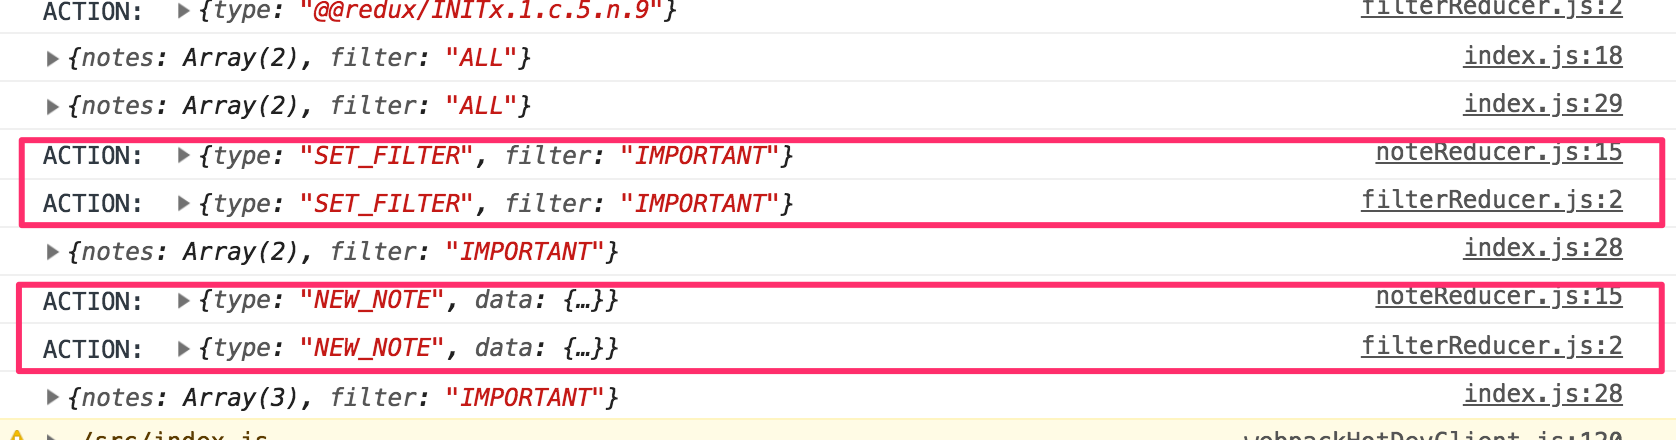 ACTION: ▶{type: "@@redux/INITx.1.c.5.n.9"} filterReducer.js:2
▶{notes: Array(2), filter: "ALL"} index.js:18
▶{notes: Array(2), filter: "ALL"} index.js:29
ACTION: ▶{type: "SET_FILTER", filter: "IMPORTANT"} noteReducer.js:15
ACTION: ▶{type: "SET_FILTER", filter: "IMPORTANT"} filterReducer.js:2
▶{notes: Array(2), filter: "IMPORTANT"} index.js:28
ACTION: ▶{type: "NEW_NOTE", data: {…}} noteReducer.js:15
ACTION: ▶{type: "NEW_NOTE", data: {…}} filterReducer.js:2
▶{notes: Array(3), filter: "IMPORTANT"} index.js:28
▶ ./src/index.js webpackHotDevClient.js:120